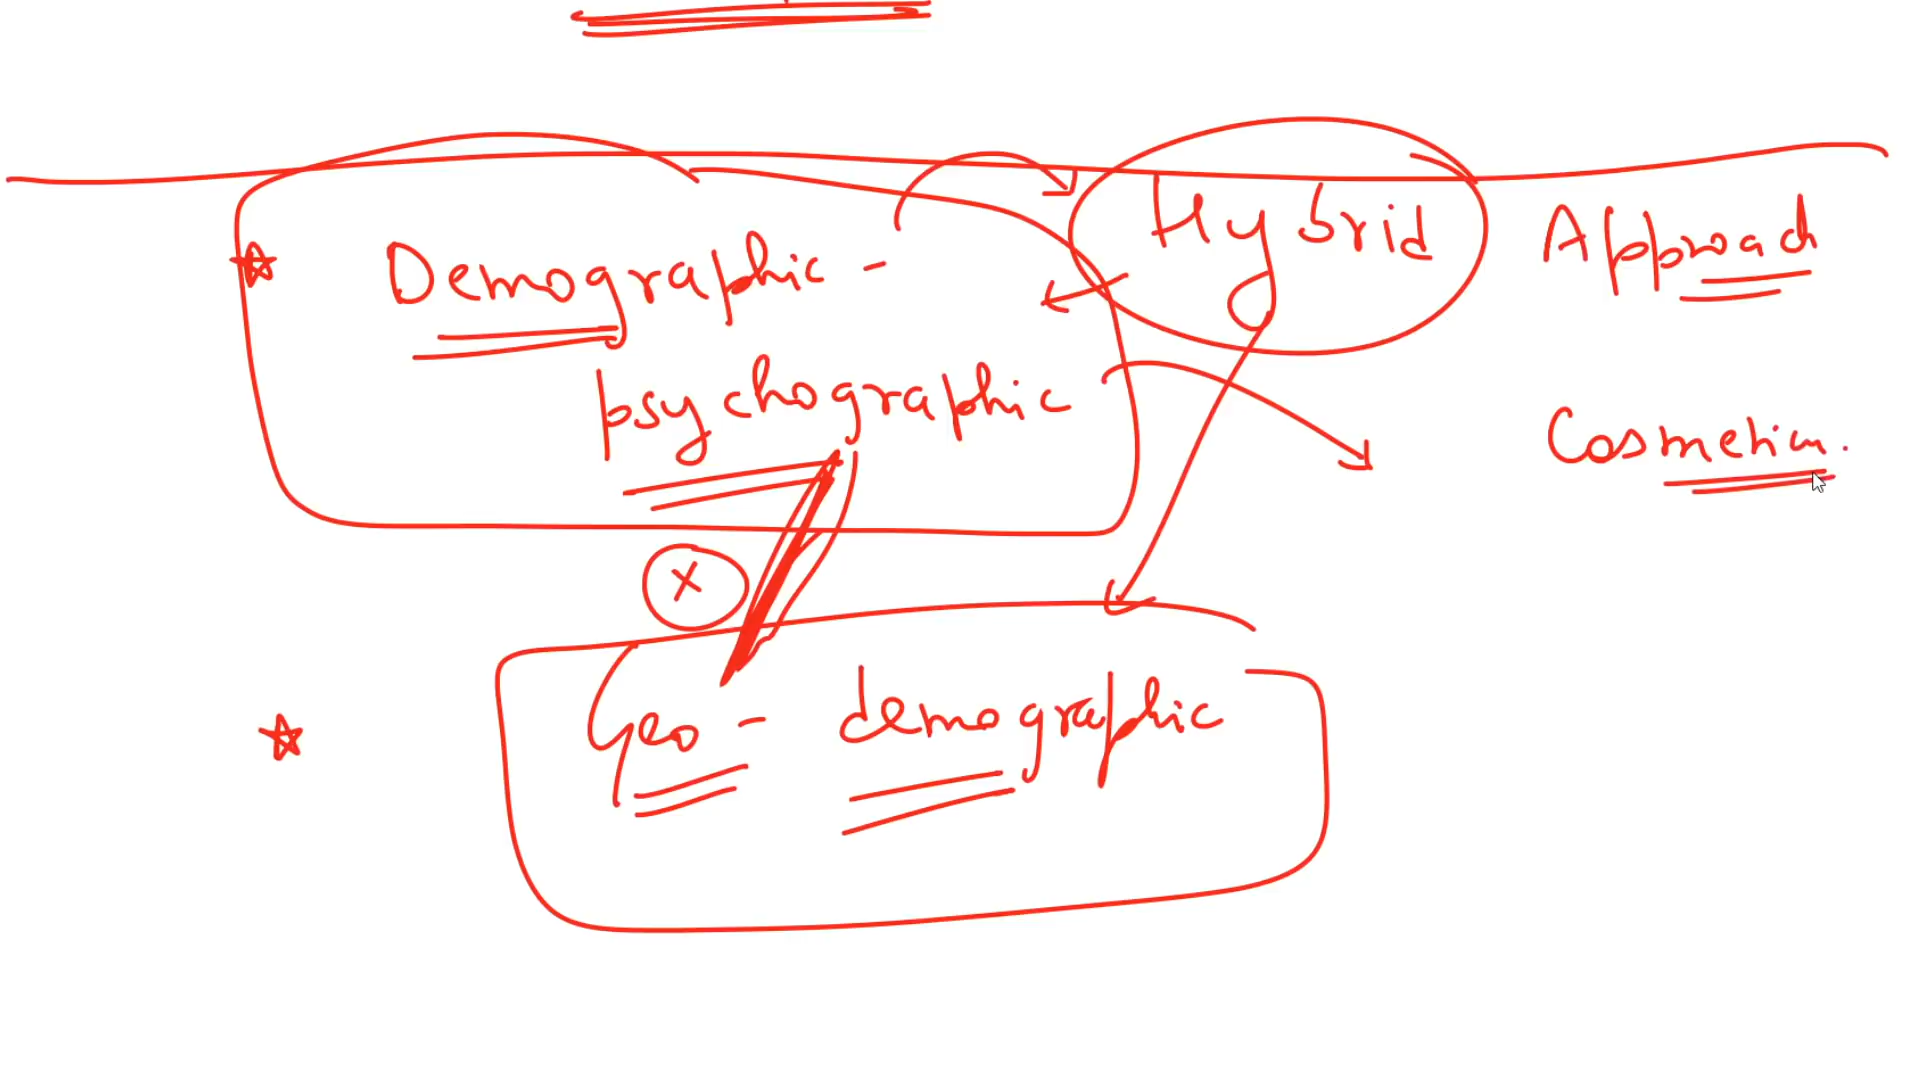 Hybrid Approach
Demographic -
psychographic
Cosmetics.
X
Geo - demographic